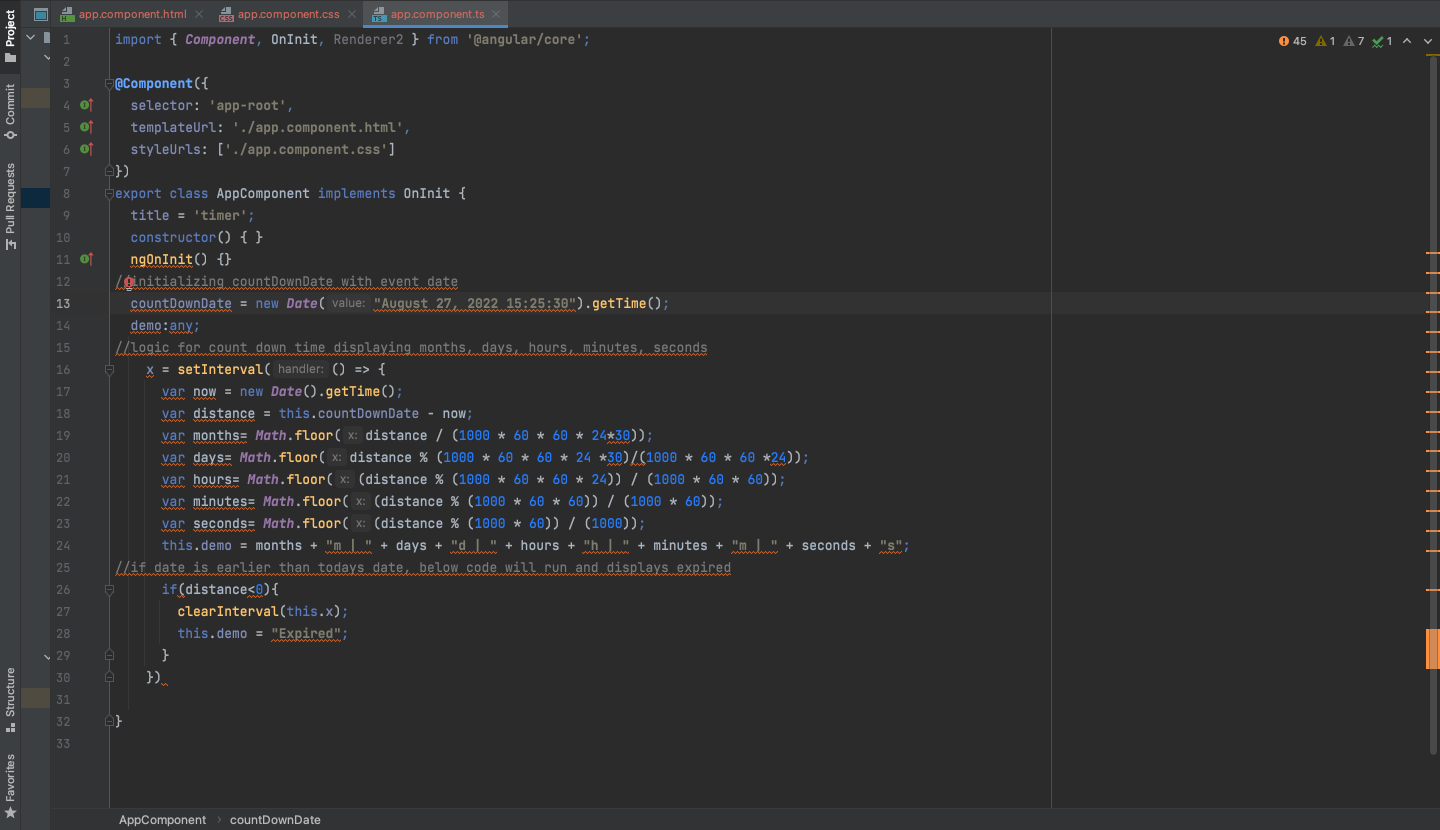 Project
Commit
Pull Requests
Structure
Favorites
app.component.html
app.component.css
app.component.ts
45 1 7 1
1 import { Component, OnInit, Renderer2 } from '@angular/core';
2
3 @Component({
4 selector: 'app-root',
5 templateUrl: './app.component.html',
6 styleUrls: ['./app.component.css']
7 })
8 export class AppComponent implements OnInit {
9 title = 'timer';
10 constructor() { }
11 ngOnInit() {}
12 //initializing countDownDate with event date
13 countDownDate = new Date( value: "August 27, 2022 15:25:30").getTime();
14 demo:any;
15 //logic for count down time displaying months, days, hours, minutes, seconds
16 x = setInterval( handler: () => {
17 var now = new Date().getTime();
18 var distance = this.countDownDate - now;
19 var months= Math.floor( x: distance / (1000 * 60 * 60 * 24*30));
20 var days= Math.floor( x: distance % (1000 * 60 * 60 * 24 *30)/(1000 * 60 * 60 *24));
21 var hours= Math.floor( x: (distance % (1000 * 60 * 60 * 24)) / (1000 * 60 * 60));
22 var minutes= Math.floor( x: (distance % (1000 * 60 * 60)) / (1000 * 60));
23 var seconds= Math.floor( x: (distance % (1000 * 60)) / (1000));
24 this.demo = months + "m | " + days + "d | " + hours + "h | " + minutes + "m | " + seconds + "s";
25 //if date is earlier than todays date, below code will run and displays expired
26 if(distance<0){
27 clearInterval(this.x);
28 this.demo = "Expired";
29 }
30 })
31
32 }
33
AppComponent › countDownDate